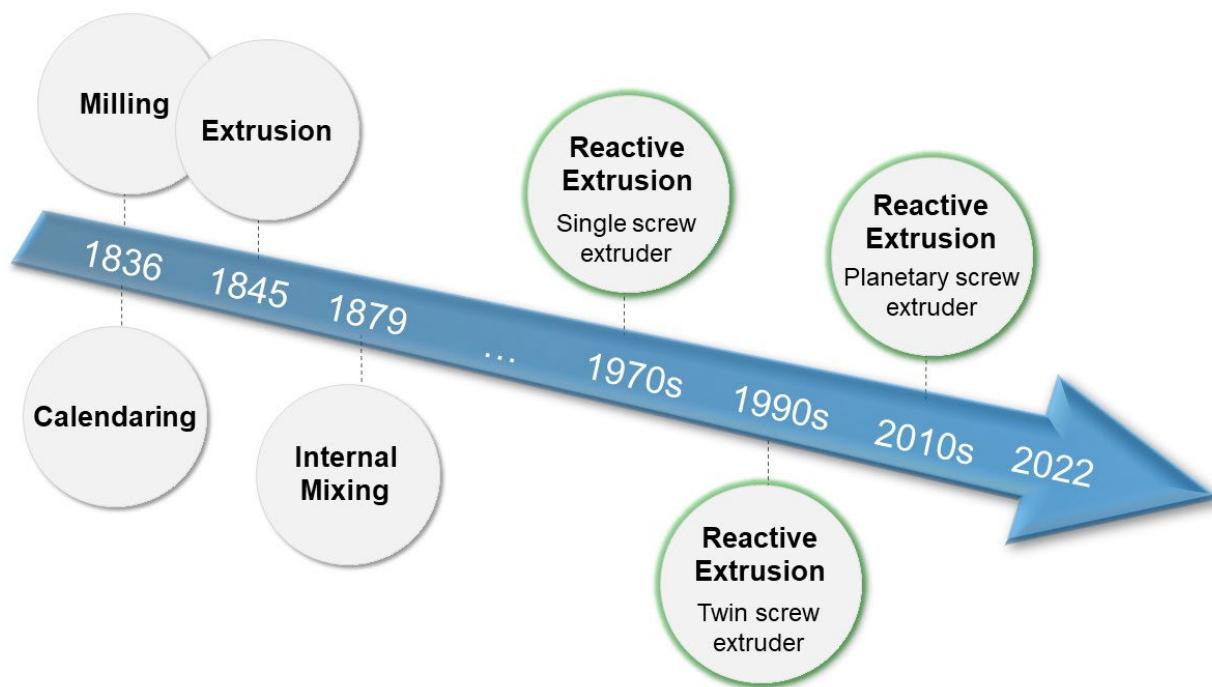 Milling
Extrusion
Reactive
Extrusion
Single screw
extruder
Reactive
Extrusion
Planetary screw
extruder
1836
1845
1879
...
1970s
1990s
2010s
2022
Calendaring
Internal
Mixing
Reactive
Extrusion
Twin screw
extruder